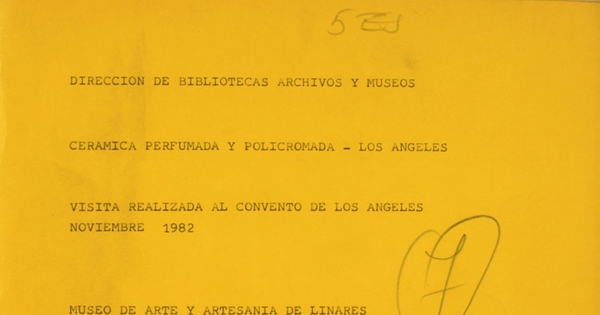 DIRECCION DE BIBLIOTECAS ARCHIVOS Y MUSEOS
CERAMICA PERFUMADA Y POLICROMADA - LOS ANGELES
VISITA REALIZADA AL CONVENTO DE LOS ANGELES
NOVIEMBRE 1982
MUSEO DE ARTE Y ARTESANIA DE LINARES